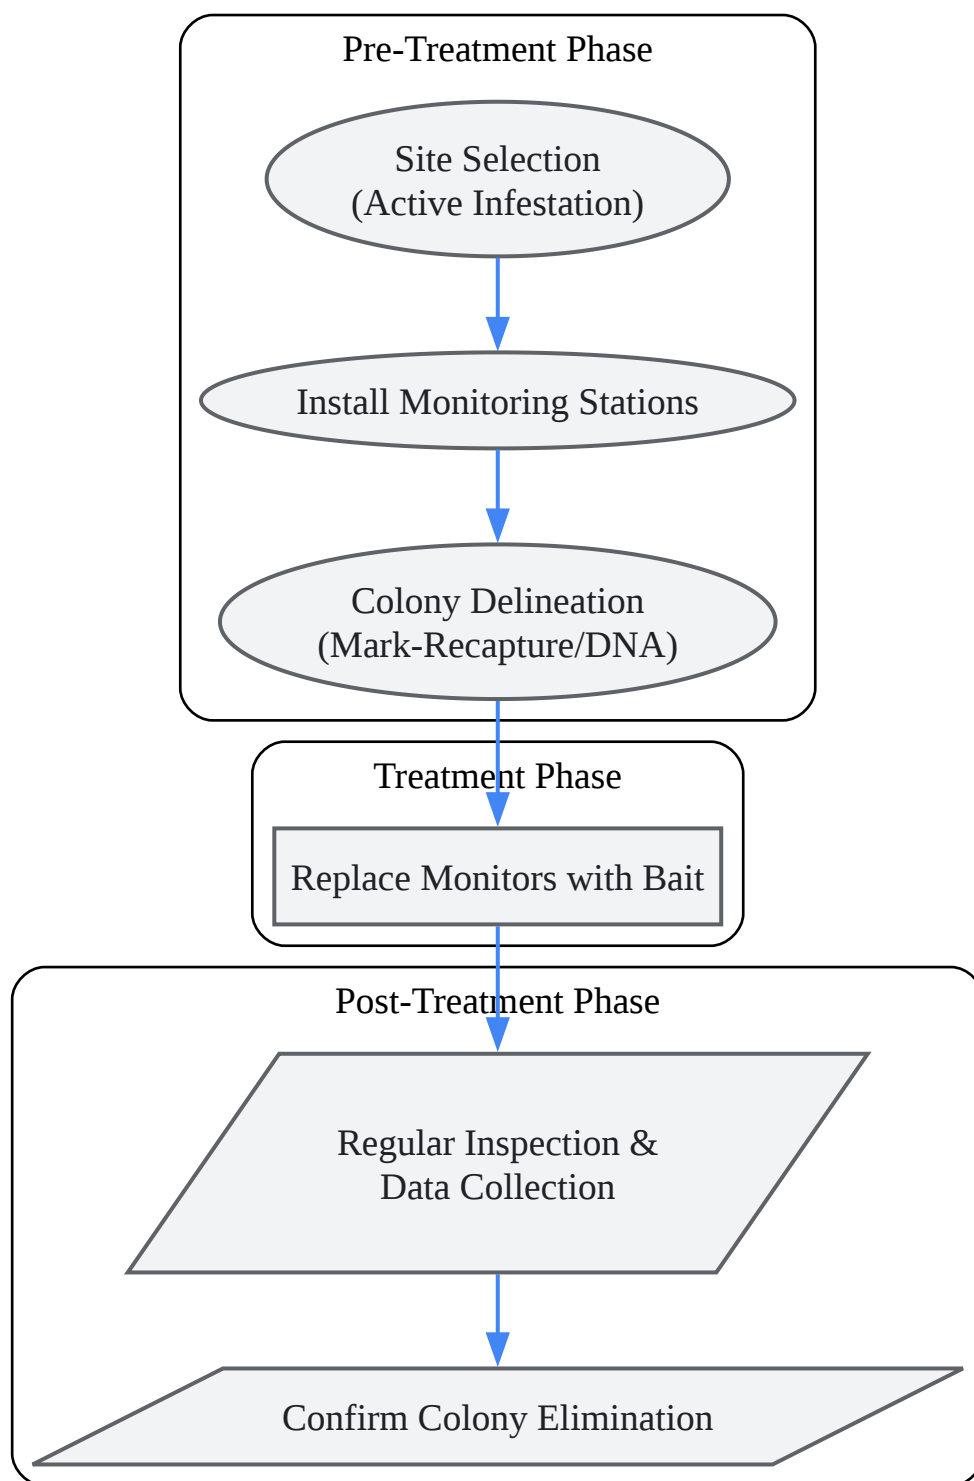 Pre-Treatment Phase
Site Selection
(Active Infestation)
Install Monitoring Stations
Colony Delineation
(Mark-Recapture/DNA)
Treatment Phase
Replace Monitors with Bait
Post-Treatment Phase
Regular Inspection &
Data Collection
Confirm Colony Elimination